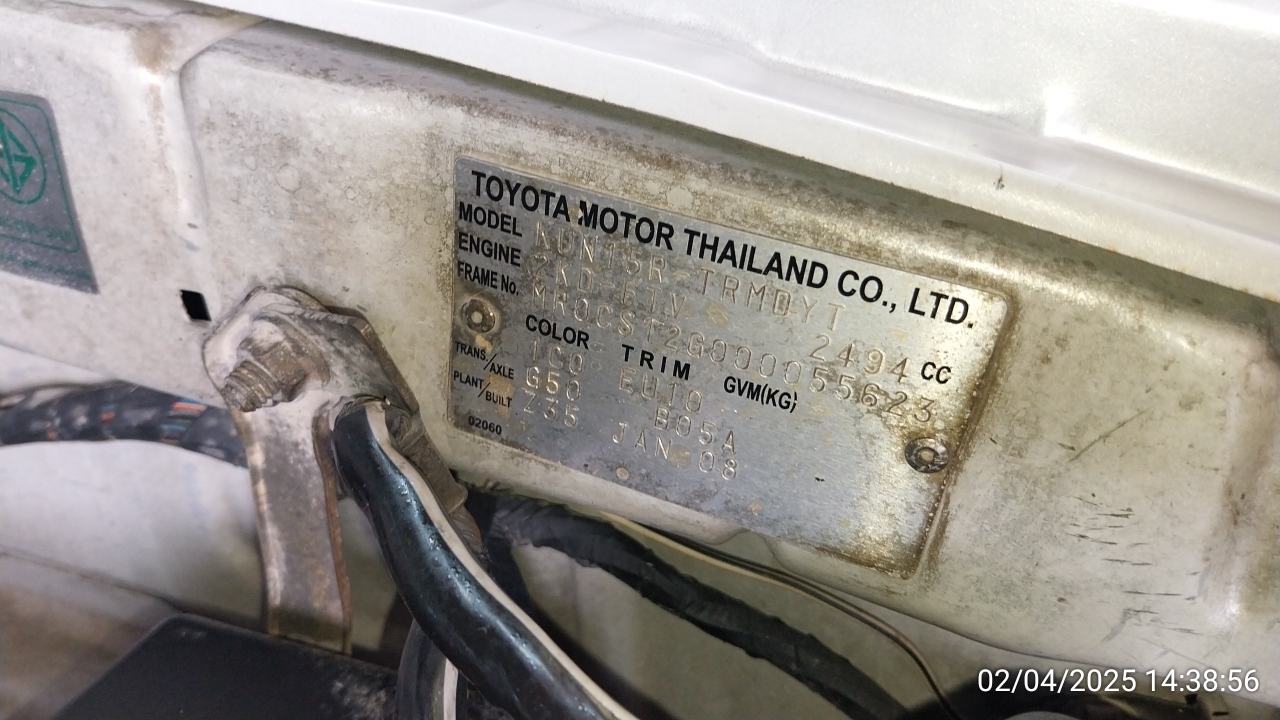 TOYOTA MOTOR THAILAND CO., LTD.
MODEL KUN15R-TRMDYT
ENGINE 2KD-FTV 2494 CC
FRAME No. MR0CS12G000055623
COLOR TRIM GVM(KG)
1C0 EU10
TRANS./AXLE G50 B05A
PLANT/BUILT Z35 JAN 08
02060
02/04/2025 14:38:56